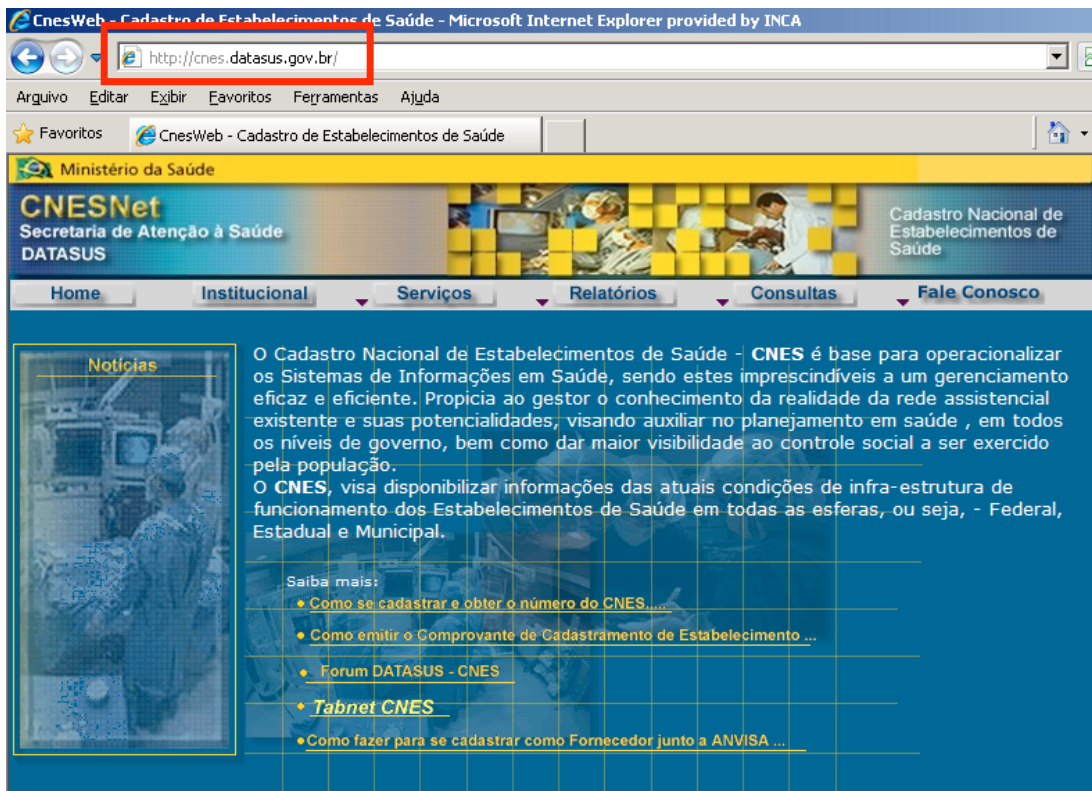 CnesWeb - Cadastro de Estabelecimentos de Saúde - Microsoft Internet Explorer provided by INCA
http://cnes.datasus.gov.br/
Arquivo Editar Exibir Favoritos Ferramentas Ajuda
Favoritos CnesWeb - Cadastro de Estabelecimentos de Saúde
Ministério da Saúde
CNESNet
Secretaria de Atenção à Saúde
DATASUS
Cadastro Nacional de
Estabelecimentos de
Saúde
Home Institucional Serviços Relatórios Consultas Fale Conosco
Notícias
O Cadastro Nacional de Estabelecimentos de Saúde - CNES é base para operacionalizar
os Sistemas de Informações em Saúde, sendo estes imprescindíveis a um gerenciamento
eficaz e eficiente. Propicia ao gestor o conhecimento da realidade da rede assistencial
existente e suas potencialidades, visando auxiliar no planejamento em saúde , em todos
os níveis de governo, bem como dar maior visibilidade ao controle social a ser exercido
pela população.
O CNES, visa disponibilizar informações das atuais condições de infra-estrutura de
funcionamento dos Estabelecimentos de Saúde em todas as esferas, ou seja, - Federal,
Estadual e Municipal.
Saiba mais:
Como se cadastrar e obter o número do CNES.....
Como emitir o Comprovante de Cadastramento de Estabelecimento ...
Forum DATASUS - CNES
Tabnet CNES
Como fazer para se cadastrar como Fornecedor junto a ANVISA ...